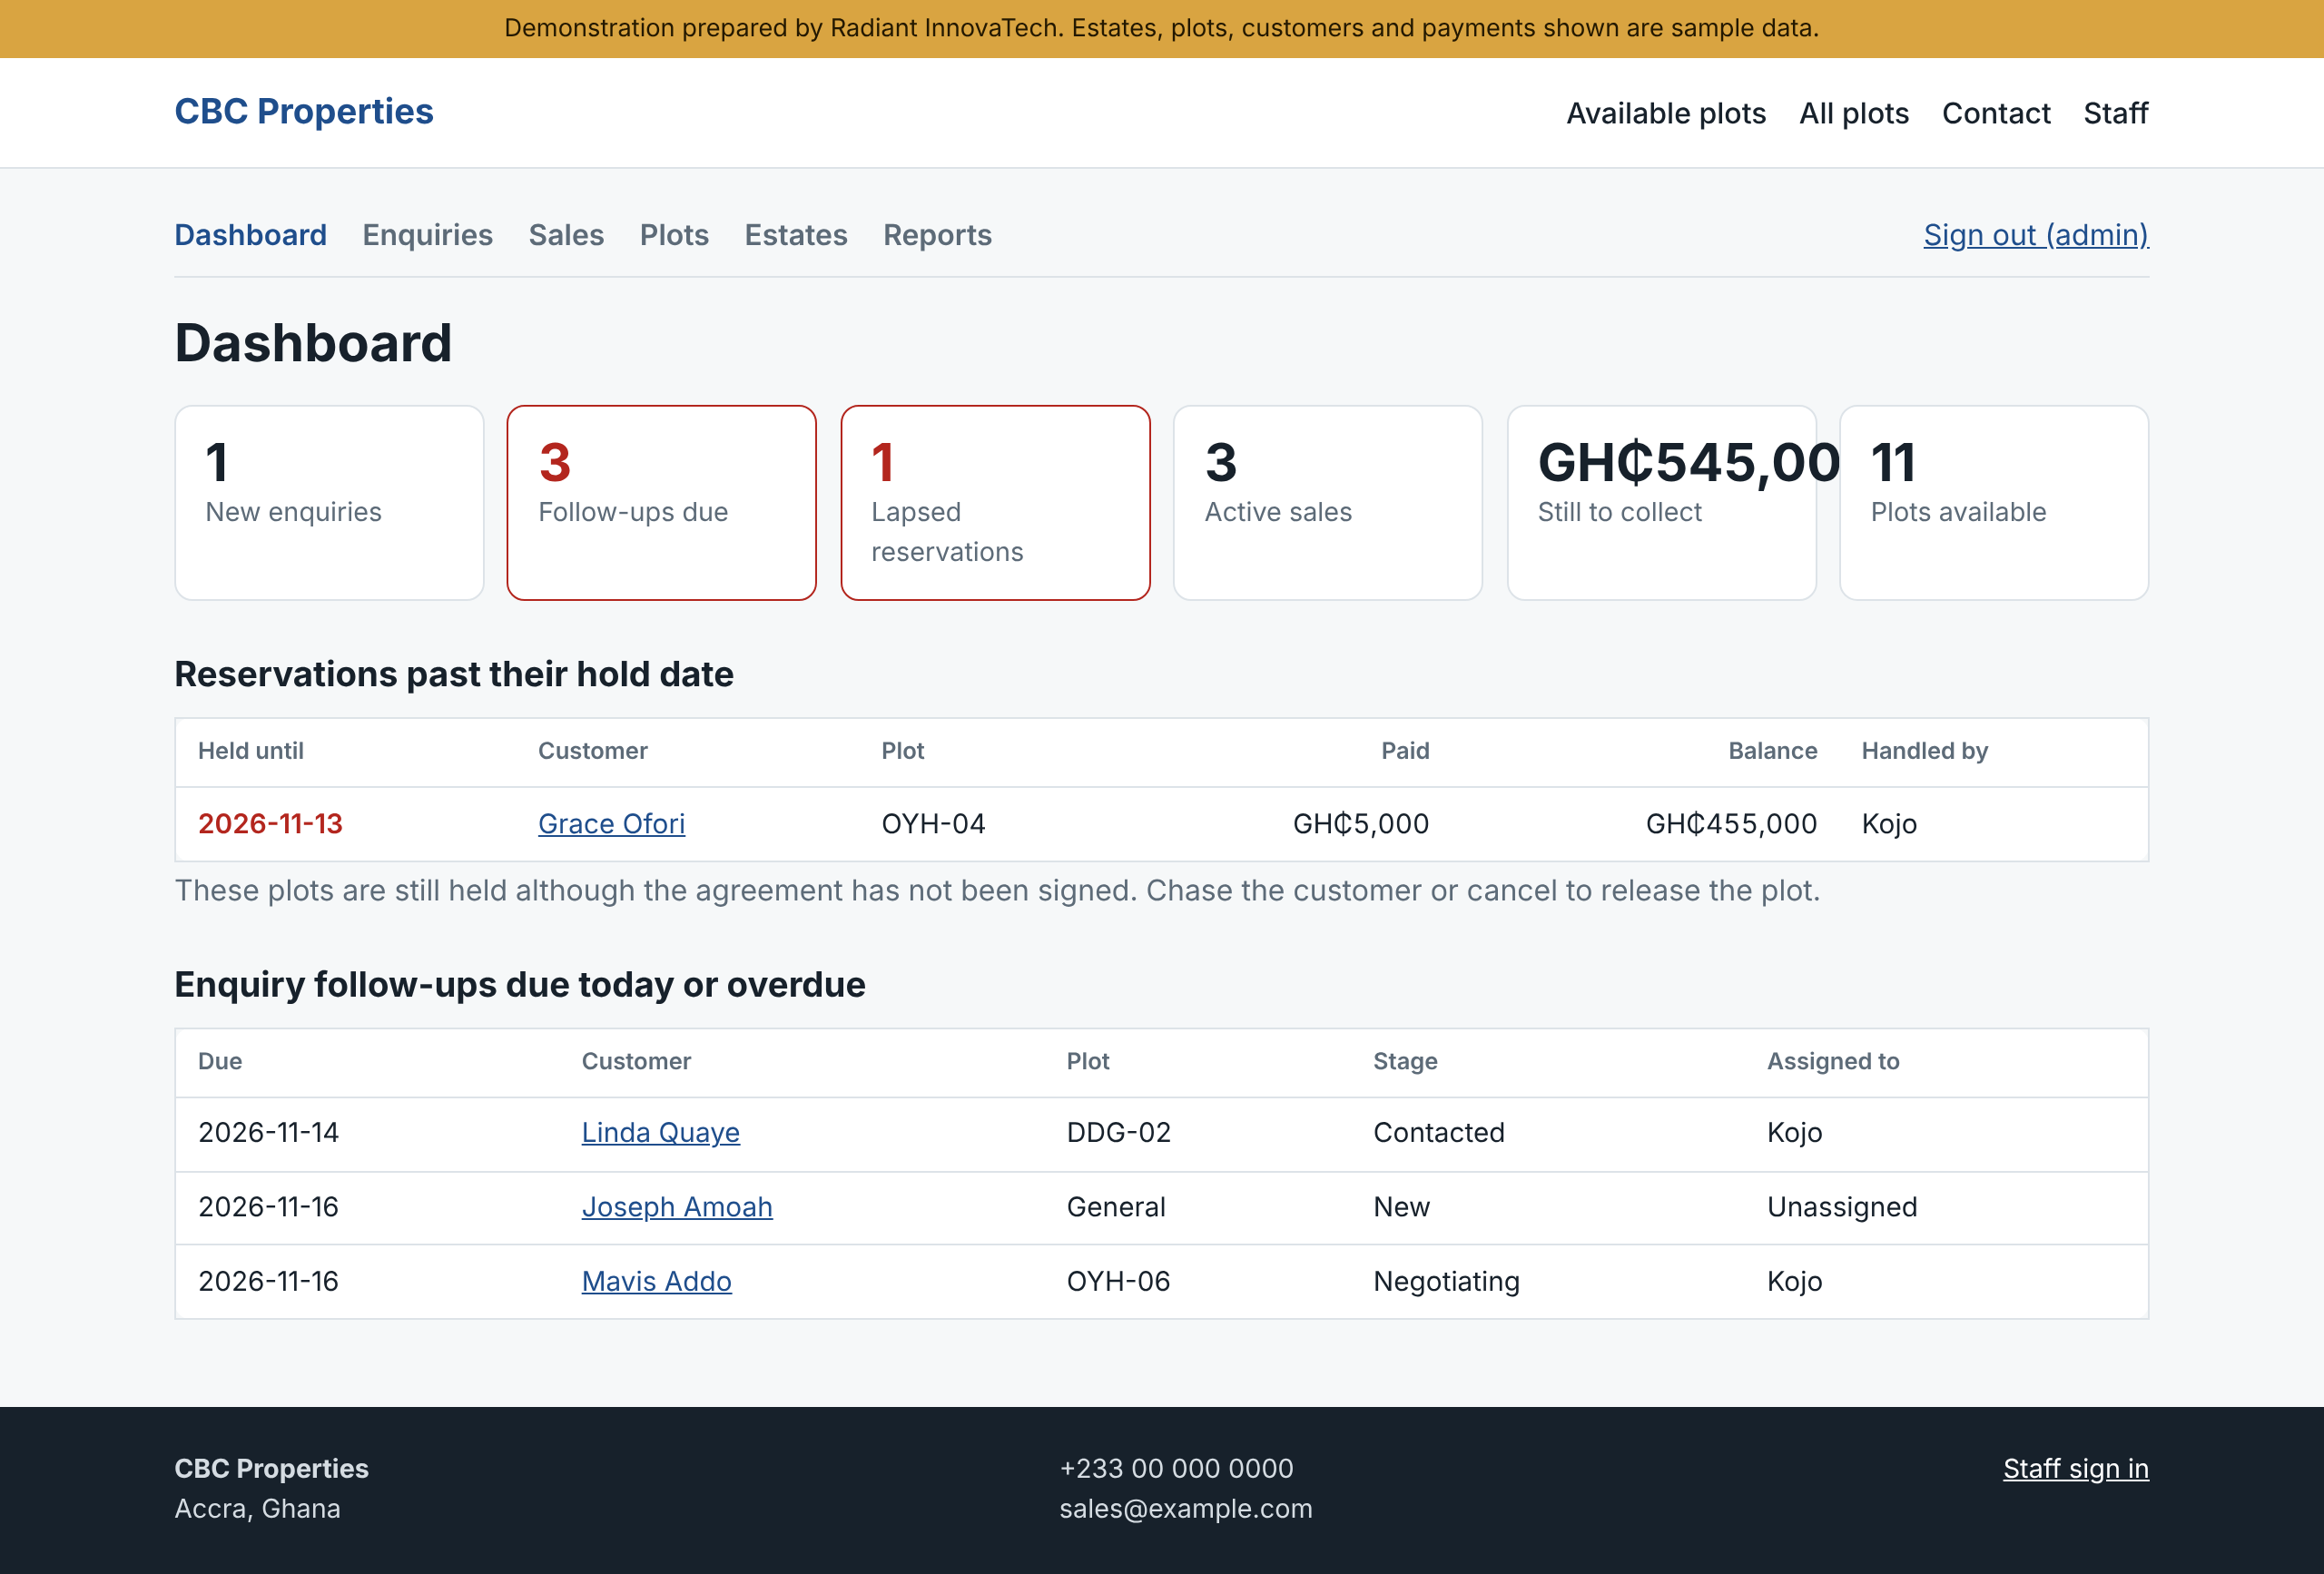 Demonstration prepared by Radiant InnovaTech. Estates, plots, customers and payments shown are sample data.
CBC Properties
Available plots All plots Contact Staff
Dashboard Enquiries Sales Plots Estates Reports
Sign out (admin)
Dashboard
1
New enquiries
3
Follow-ups due
1
Lapsed
reservations
3
Active sales
GH₵545,00
Still to collect
11
Plots available
Reservations past their hold date
Held until Customer Plot Paid Balance Handled by
2026-11-13 Grace Ofori OYH-04 GH₵5,000 GH₵455,000 Kojo
These plots are still held although the agreement has not been signed. Chase the customer or cancel to release the plot.
Enquiry follow-ups due today or overdue
Due Customer Plot Stage Assigned to
2026-11-14 Linda Quaye DDG-02 Contacted Kojo
2026-11-16 Joseph Amoah General New Unassigned
2026-11-16 Mavis Addo OYH-06 Negotiating Kojo
CBC Properties
Accra, Ghana
+233 00 000 0000
sales@example.com
Staff sign in